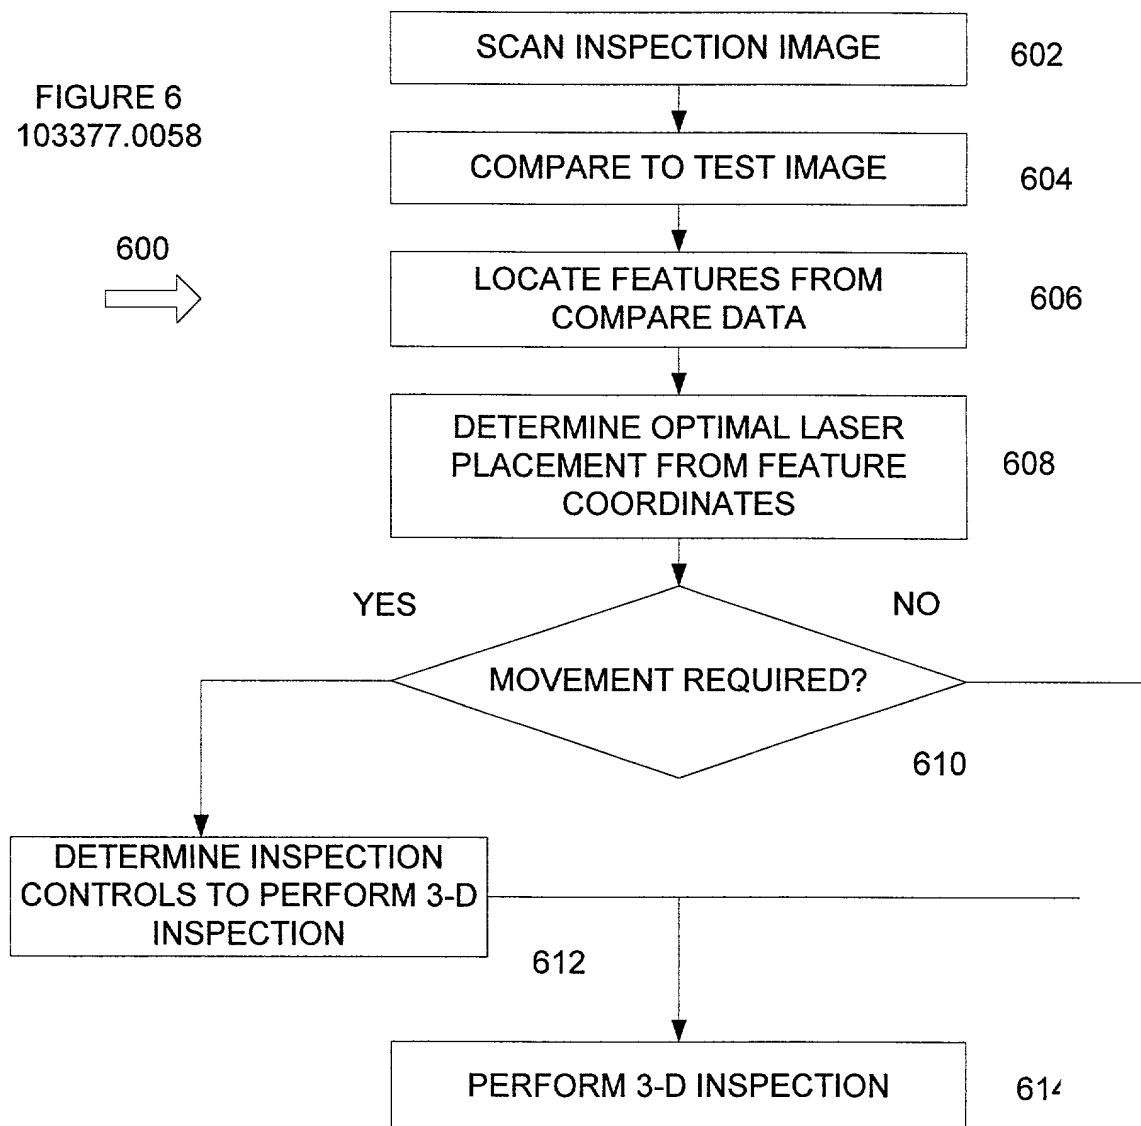 SCAN INSPECTION IMAGE
602
FIGURE 6
103377.0058
COMPARE TO TEST IMAGE
604
600
LOCATE FEATURES FROM
COMPARE DATA
606
DETERMINE OPTIMAL LASER
PLACEMENT FROM FEATURE
COORDINATES
608
YES
NO
MOVEMENT REQUIRED?
610
DETERMINE INSPECTION
CONTROLS TO PERFORM 3-D
INSPECTION
612
PERFORM 3-D INSPECTION
614